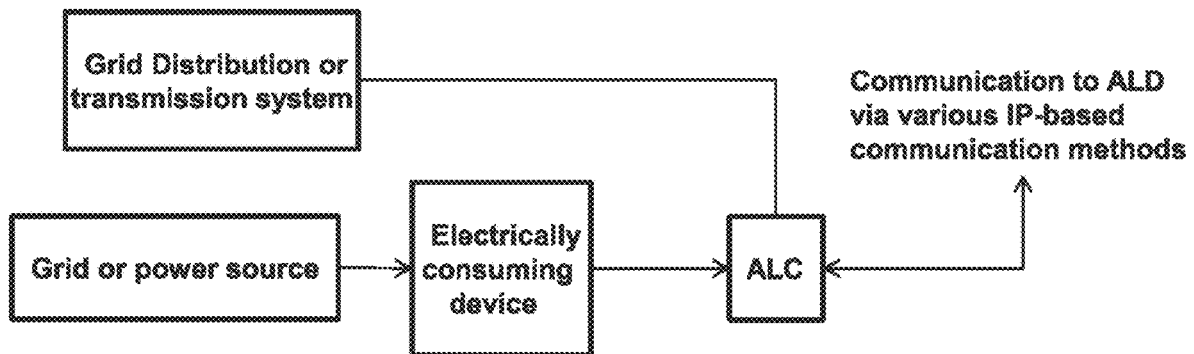 Grid Distribution or
transmission system
Communication to ALD
via various IP-based
communication methods
Grid or power source
Electrically
consuming
device
ALC